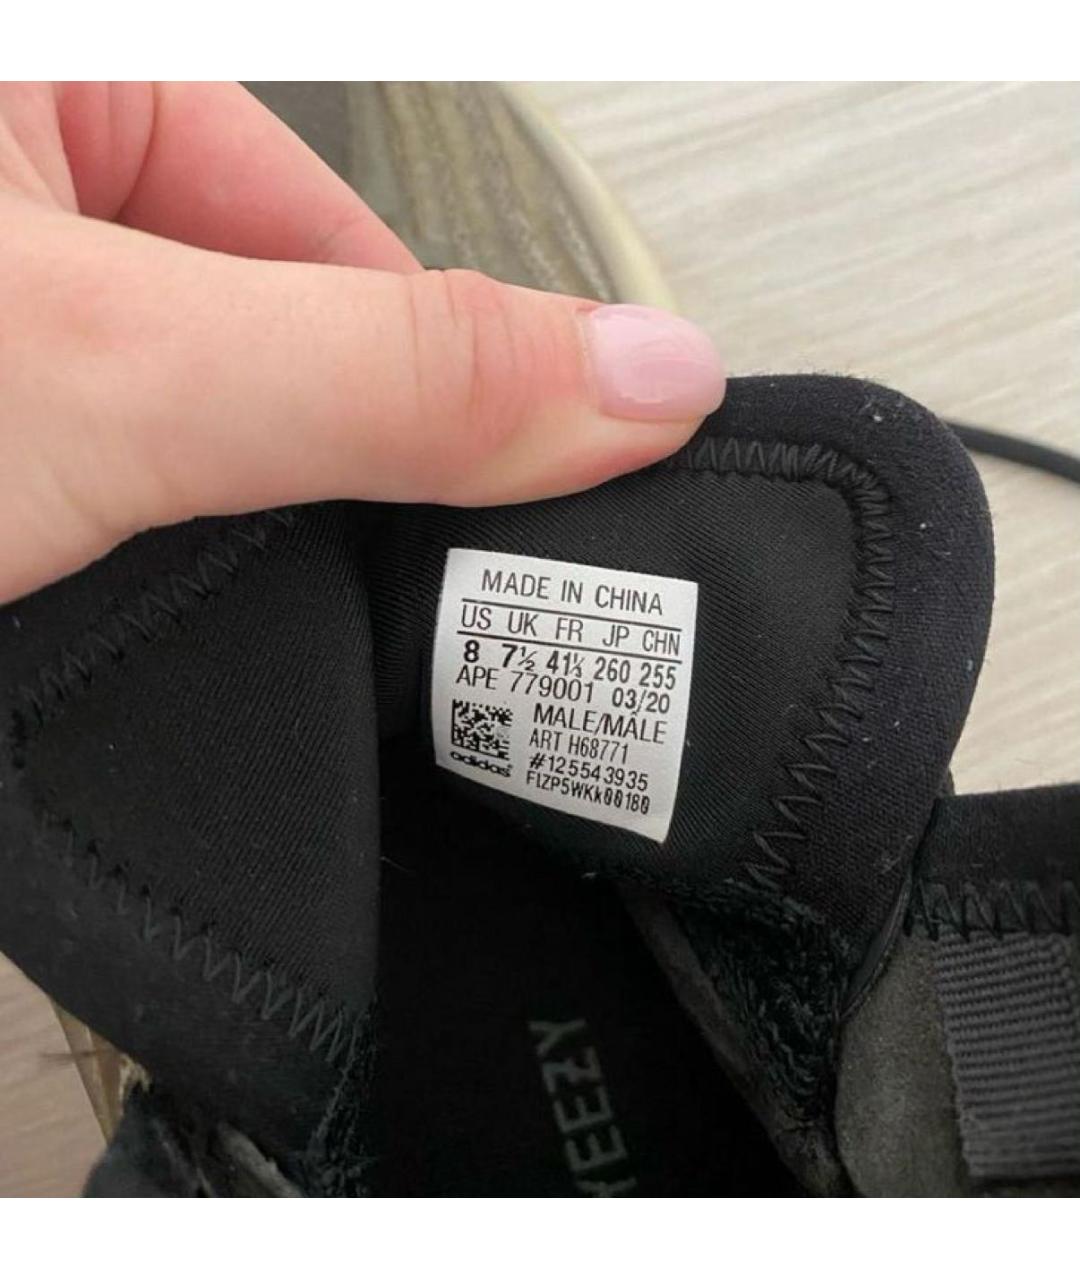 MADE IN CHINA
US UK FR JP CHN
8 7½ 41⅓ 260 255
APE 779001 03/20
MALE/MÂLE
ART H68771
#125543935
FIZP5WKk00180
adidas
YEEZY